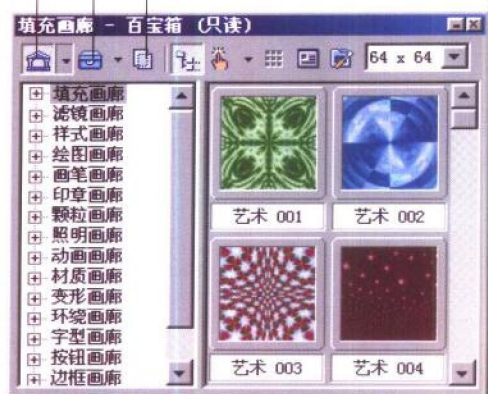 填充画廊 - 百宝箱 (只读)
64 x 64
填充画廊
滤镜画廊
样式画廊
绘图画廊
画笔画廊
印章画廊
颗粒画廊
照明画廊
动画画廊
材质画廊
变形画廊
环绕画廊
字型画廊
按钮画廊
边框画廊
艺术 001
艺术 002
艺术 003
艺术 004